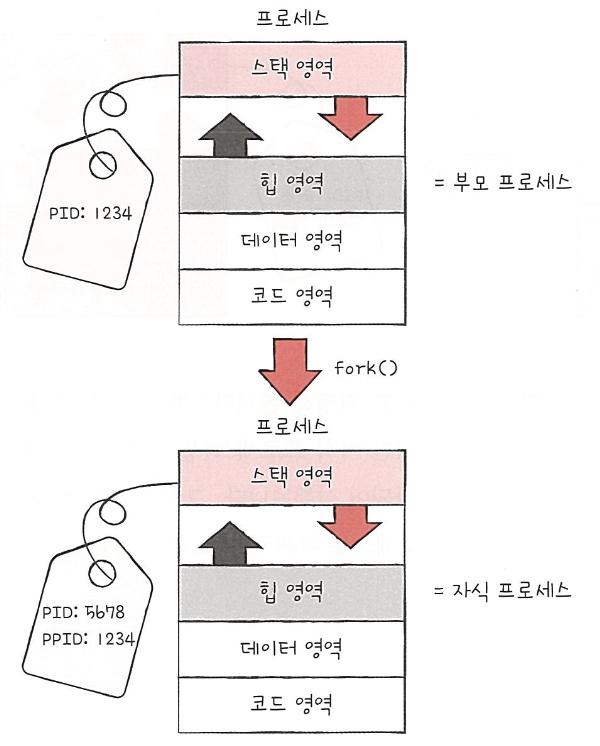 프로세스
스택 영역
힙 영역
= 부모 프로세스
PID: 1234
데이터 영역
코드 영역
fork()
프로세스
스택 영역
힙 영역
= 자식 프로세스
PID: 5678
PPID: 1234
데이터 영역
코드 영역